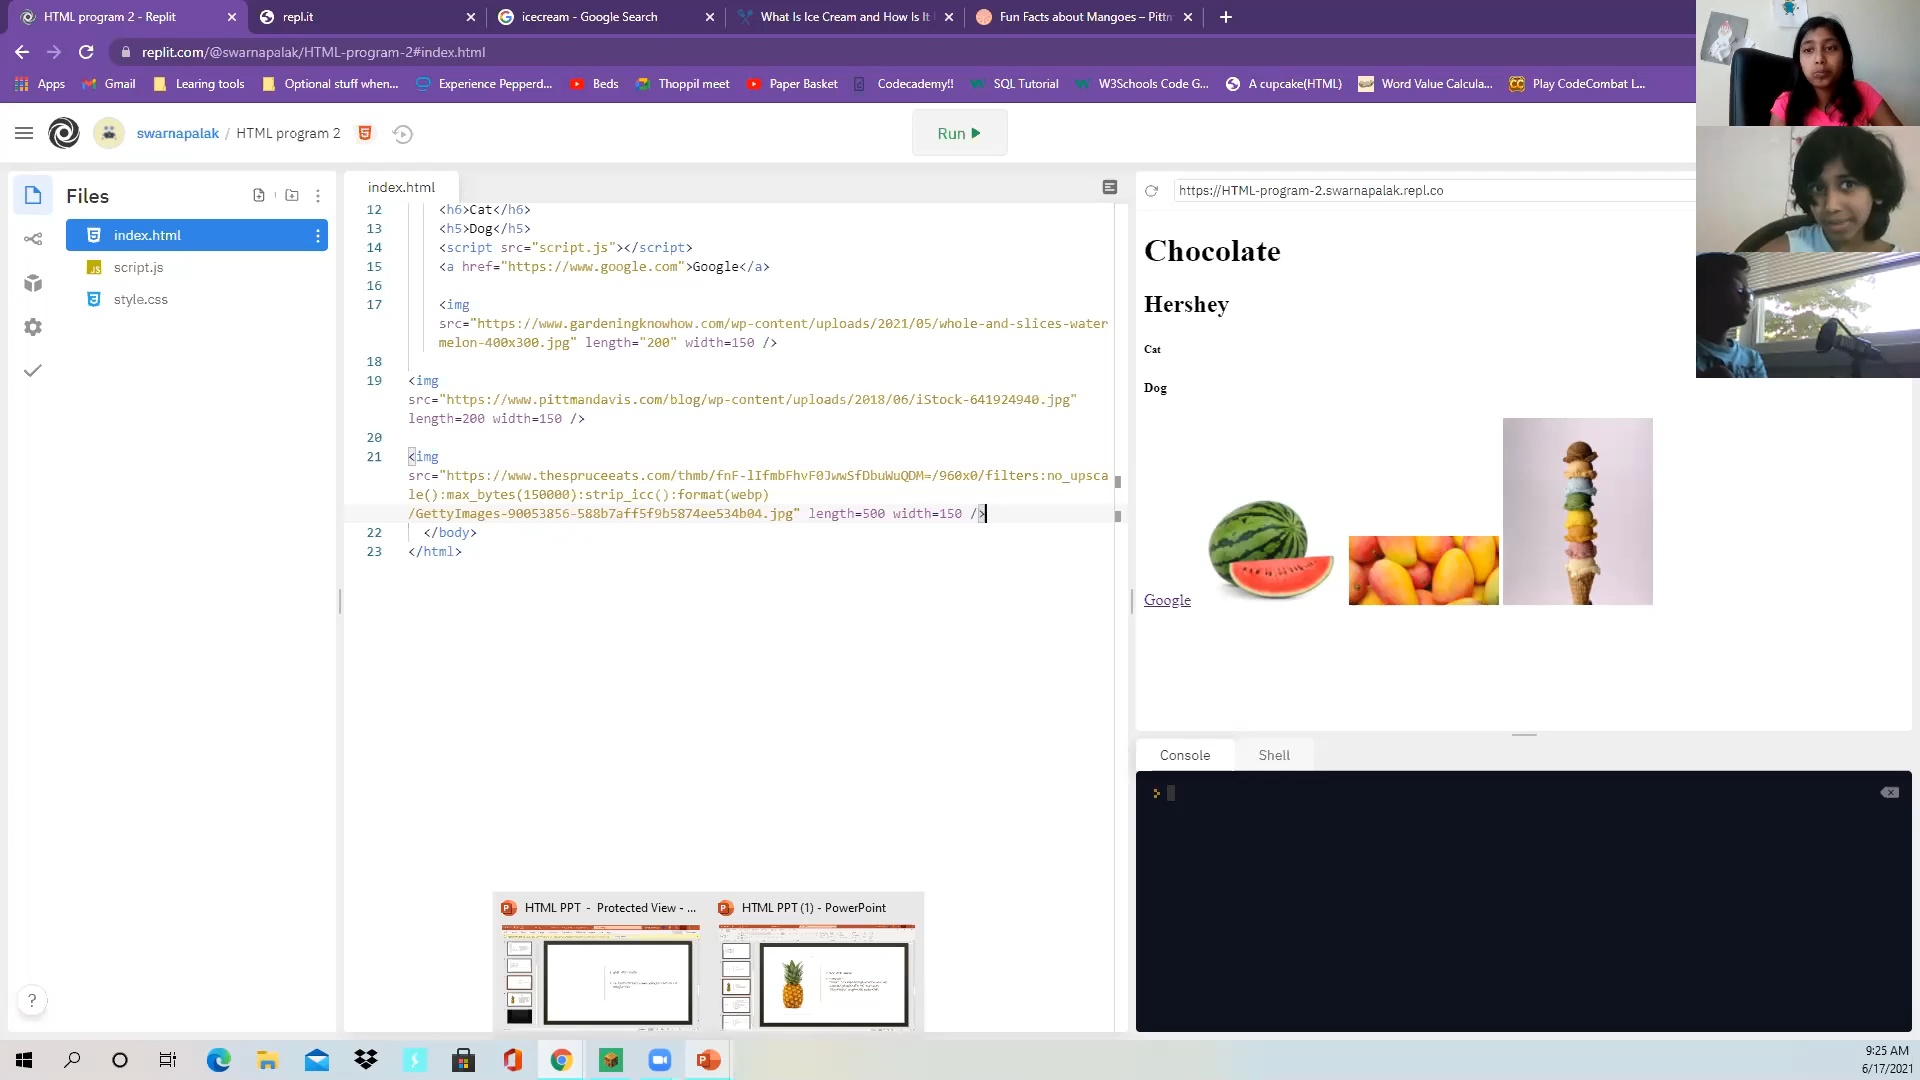 HTML program 2 - Replit
repl.it
icecream - Google Search
What Is Ice Cream and How Is It
Fun Facts about Mangoes – Pittm
replit.com/@swarnapalak/HTML-program-2#index.html
Apps
Gmail
Learing tools
Optional stuff when...
Experience Pepperd...
Beds
Thoppil meet
Paper Basket
Codecademy!!
SQL Tutorial
W3Schools Code G...
A cupcake(HTML)
Word Value Calcula...
Play CodeCombat L...
swarnapalak / HTML program 2
Run
Files
index.html
script.js
style.css
index.html
12 <h6>Cat</h6>
13 <h5>Dog</h5>
14 <script src="script.js"></script>
15 <a href="https://www.google.com">Google</a>
16
17 <img
src="https://www.gardeningknowhow.com/wp-content/uploads/2021/05/whole-and-slices-water
melon-400x300.jpg" length="200" width=150 />
18
19 <img
src="https://www.pittmandavis.com/blog/wp-content/uploads/2018/06/iStock-641924940.jpg"
length=200 width=150 />
20
21 <img
src="https://www.thespruceeats.com/thmb/fnF-lIfmbFhvF0JwwSfDbuWuQDM=/960x0/filters:no_upsca
le():max_bytes(150000):strip_icc():format(webp)
/GettyImages-90053856-588b7aff5f9b5874ee534b04.jpg" length=500 width=150 />
22 </body>
23 </html>
https://HTML-program-2.swarnapalak.repl.co
Chocolate
Hershey
Cat
Dog
Google
Console
Shell
HTML PPT - Protected View - ...
HTML PPT (1) - PowerPoint
?
9:25 AM
6/17/2021